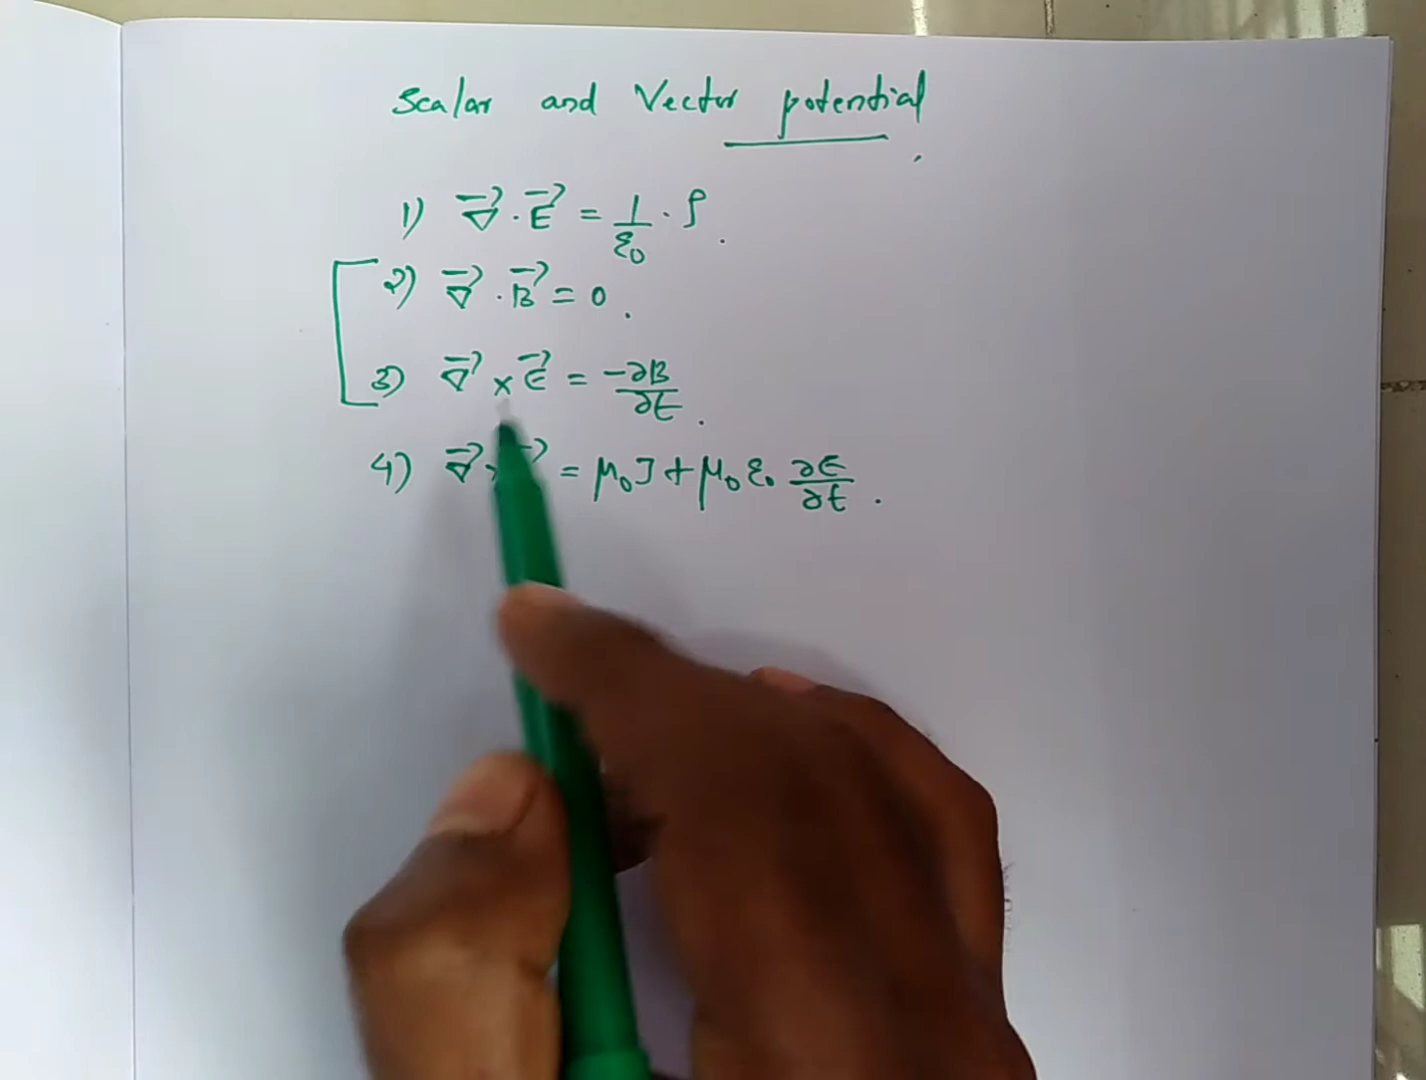 Scalar and Vector potential.
1) ∇⃗ · E⃗ = 1/ε₀ · ρ.
2) ∇⃗ · B⃗ = 0.
3) ∇⃗ × E⃗ = -∂B/∂t.
4) ∇⃗ = μ₀J + μ₀ε₀ ∂E/∂t.